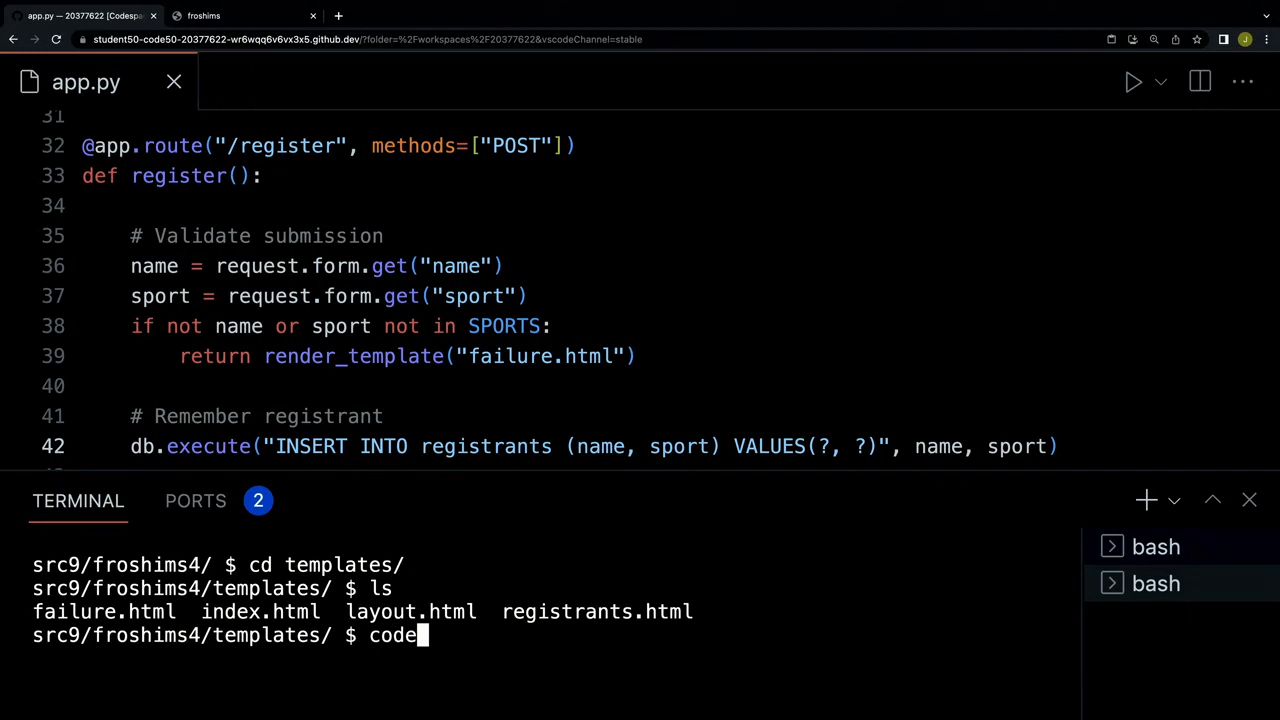 app.py — 20377622 [Codespa
froshims
student50-code50-20377622-wr6wqq6v6vx3x5.github.dev/?folder=%2Fworkspaces%2F20377622&vscodeChannel=stable
J
app.py
31
32 @app.route("/register", methods=["POST"])
33 def register():
34
35 # Validate submission
36 name = request.form.get("name")
37 sport = request.form.get("sport")
38 if not name or sport not in SPORTS:
39 return render_template("failure.html")
40
41 # Remember registrant
42 db.execute("INSERT INTO registrants (name, sport) VALUES(?, ?)", name, sport)
TERMINAL PORTS 2
src9/froshims4/ $ cd templates/
src9/froshims4/templates/ $ ls
failure.html index.html layout.html registrants.html
src9/froshims4/templates/ $ code
bash
bash